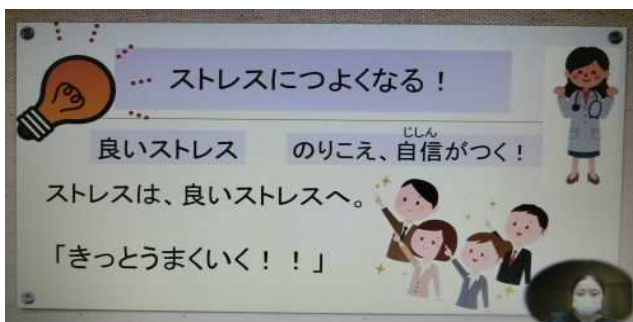 ストレスにつよくなる！
良いストレス
のりこえ、自信がつく！
じしん
ストレスは、良いストレスへ。
「きっとうまくいく！！」